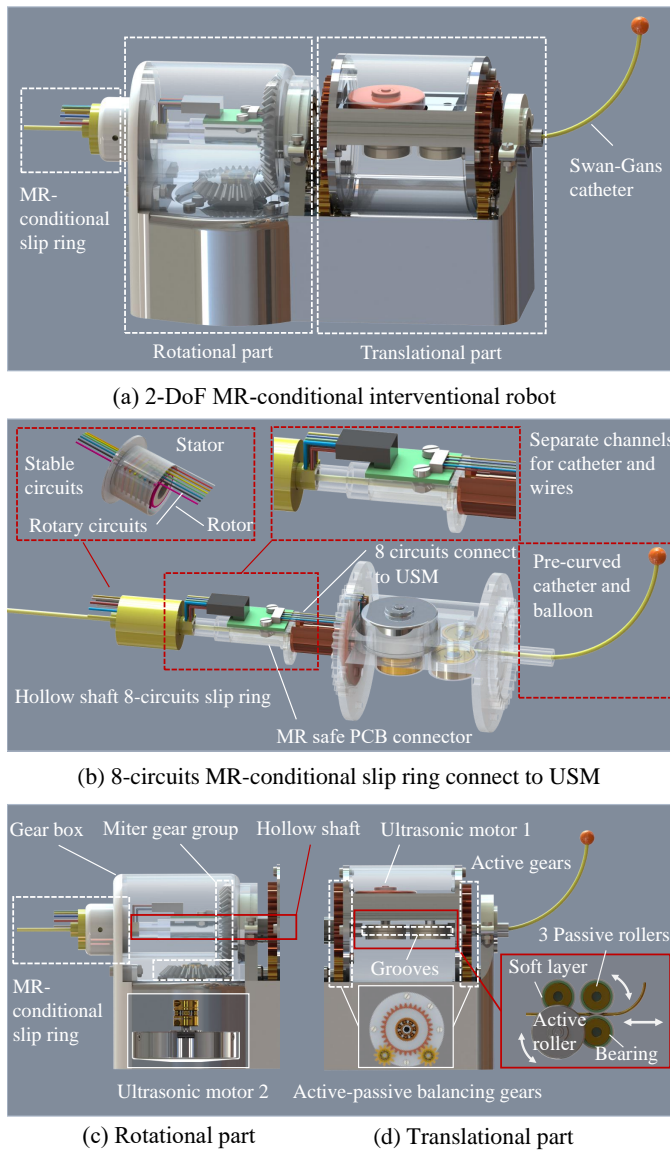 MR-
conditional
slip ring
Swan-Gans
catheter
Rotational part
Translational part
(a) 2-DoF MR-conditional interventional robot
Stable
circuits
Stator
Rotary circuits
Rotor
Separate channels
for catheter and
wires
8 circuits connect
to USM
Pre-curved
catheter and
balloon
Hollow shaft 8-circuits slip ring
MR safe PCB connector
(b) 8-circuits MR-conditional slip ring connect to USM
Gear box
Miter gear group
Hollow shaft
MR-
conditional
slip ring
Ultrasonic motor 2
Ultrasonic motor 1
Active gears
Grooves
3 Passive rollers
Soft layer
Active
roller
Bearing
Active-passive balancing gears
(c) Rotational part
(d) Translational part